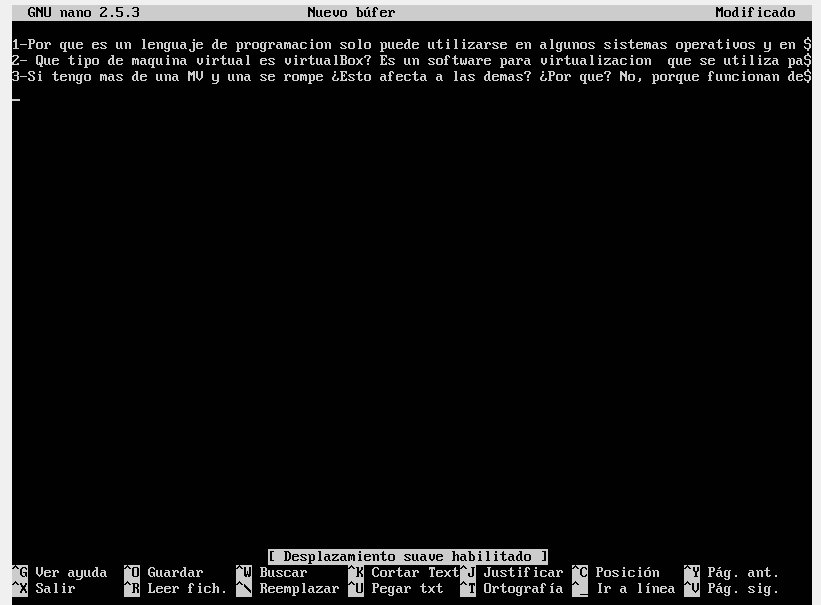 GNU nano 2.5.3 Nuevo búfer Modificado
1-Por que es un lenguaje de programacion solo puede utilizarse en algunos sistemas operativos y en $
2- Que tipo de maquina virtual es virtualBox? Es un software para virtualizacion  que se utiliza pa$
3-Si tengo mas de una MV y una se rompe ¿Esto afecta a las demas? ¿Por que? No, porque funcionan de$
[ Desplazamiento suave habilitado ]
^G Ver ayuda ^O Guardar ^W Buscar ^K Cortar Text ^J Justificar ^C Posición ^Y Pág. ant.
^X Salir ^R Leer fich. ^\ Reemplazar ^U Pegar txt ^T Ortografía ^_ Ir a línea ^V Pág. sig.